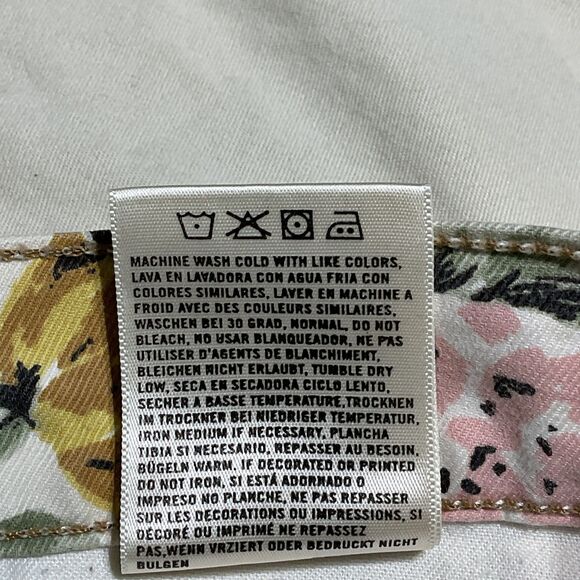 MACHINE WASH COLD WITH LIKE COLORS,
LAVA EN LAVADORA CON AGUA FRIA CON
COLORES SIMILARES, LAVER EN MACHINE A
FROID AVEC DES COULEURS SIMILAIRES,
WASCHEN BEI 30 GRAD, NORMAL, DO NOT
BLEACH, NO USAR BLANQUEADOR, NE PAS
UTILISER D'AGENTS DE BLANCHIMENT,
BLEICHEN NICHT ERLAUBT, TUMBLE DRY
LOW, SECA EN SECADORA CICLO LENTO,
SECHER A BASSE TEMPERATURE,TROCKEN
IM TROCKNER BEI NIEDRIGER TEMPERATUR,
IRON MEDIUM IF NECESSARY, PLANCHA
TIBIA SI NECESARIO, REPASSER AU BESOIN,
BÜGELN WARM. IF DECORATED OR PRINTED
DO NOT IRON, SI ESTÁ ADORNADO O
IMPRESO NO PLANCHE, NE PAS REPASSER
SUR LES DECORATIONS OU IMPRESSIONS, SI
DÉCORÉ OU IMPRIMÉ NE REPASSEZ
PAS,WENN VRZIERT ODER BEDRUCKT NICHT
BULGEN